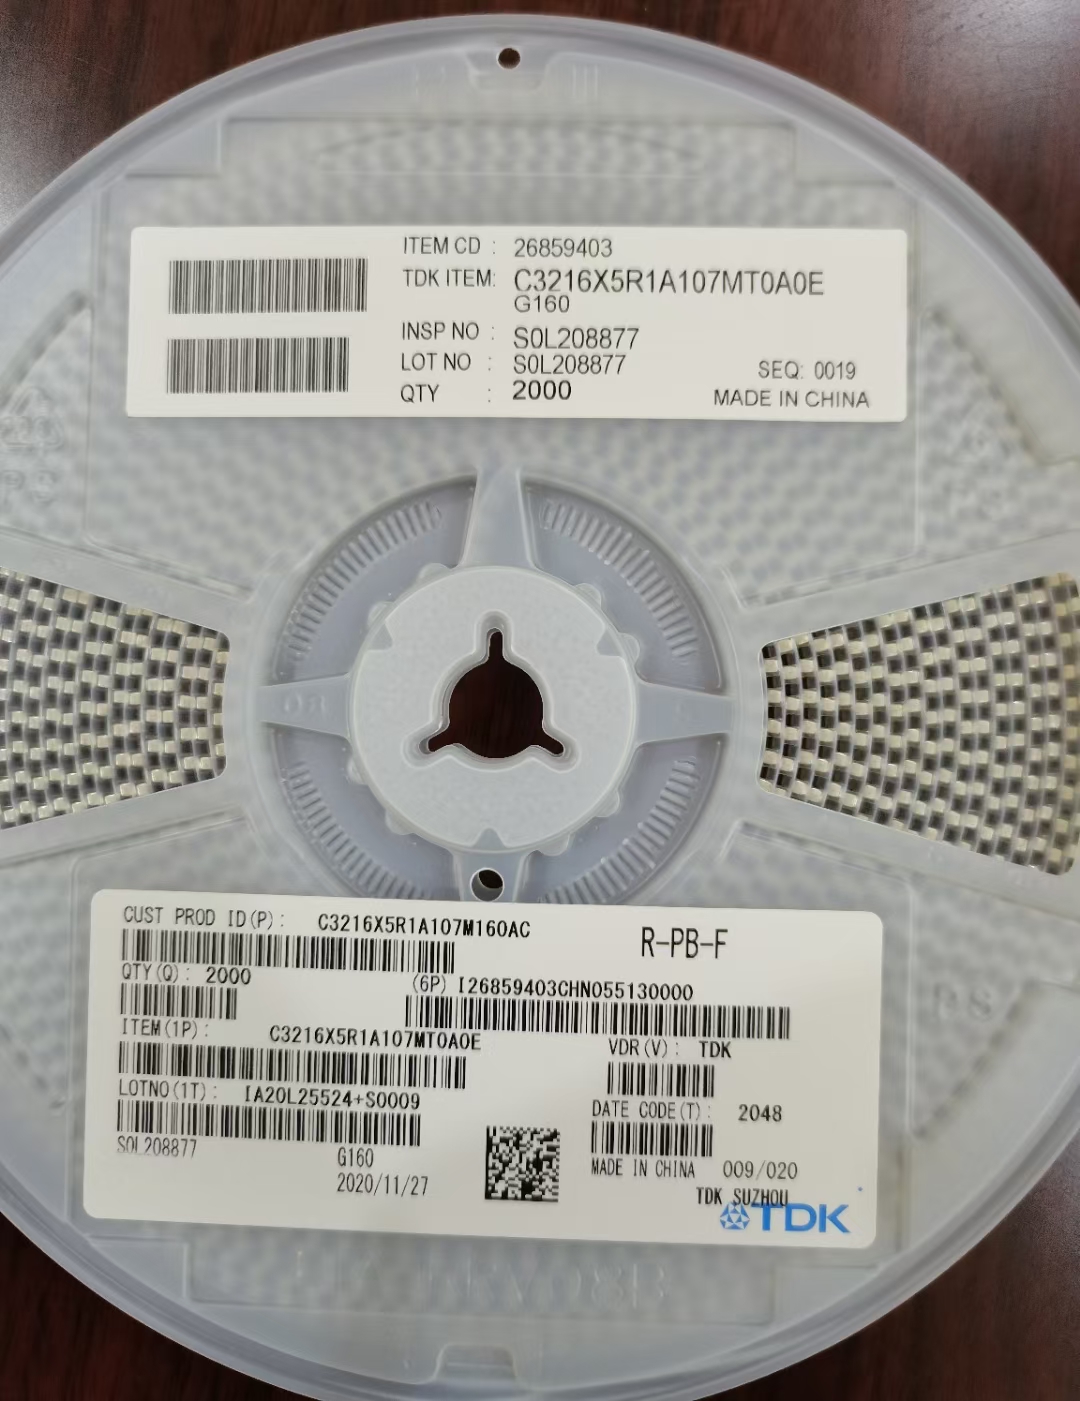 ITEM CD : 26859403
TDK ITEM: C3216X5R1A107MT0A0E
G160
INSP NO : S0L208877
LOT NO : S0L208877
SEQ: 0019
QTY : 2000
MADE IN CHINA
CUST PROD ID(P): C3216X5R1A107M160AC
R-PB-F
QTY(Q): 2000
(6P) I26859403CHN055130000
ITEM(1P): C3216X5R1A107MT0A0E
VDR(V): TDK
LOTNO(1T): IA20L25524+S0009
DATE CODE(T): 2048
S0L208877
G160
MADE IN CHINA 009/020
2020/11/27
TDK SUZHOU
TDK